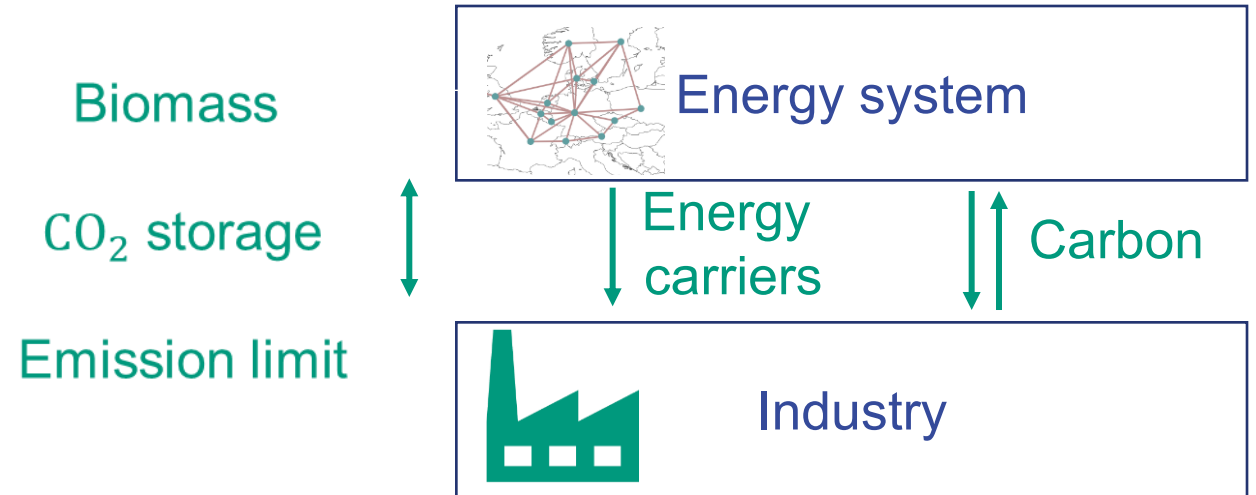 Biomass
Energy system
CO₂ storage
Energy
carriers
Carbon
Emission limit
Industry